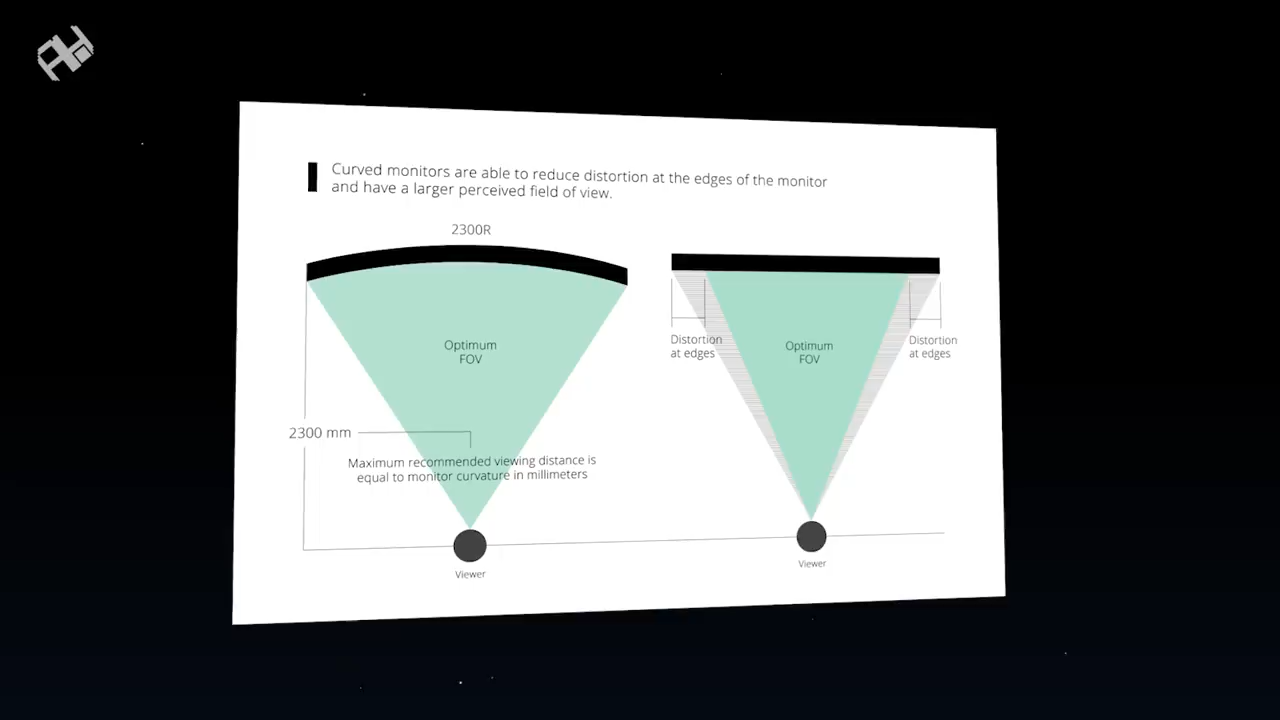 Curved monitors are able to reduce distortion at the edges of the monitor
and have a larger perceived field of view.
2300R
Optimum
FOV
2300 mm
Maximum recommended viewing distance is
equal to monitor curvature in millimeters
Viewer
Distortion
at edges
Optimum
FOV
Distortion
at edges
Viewer